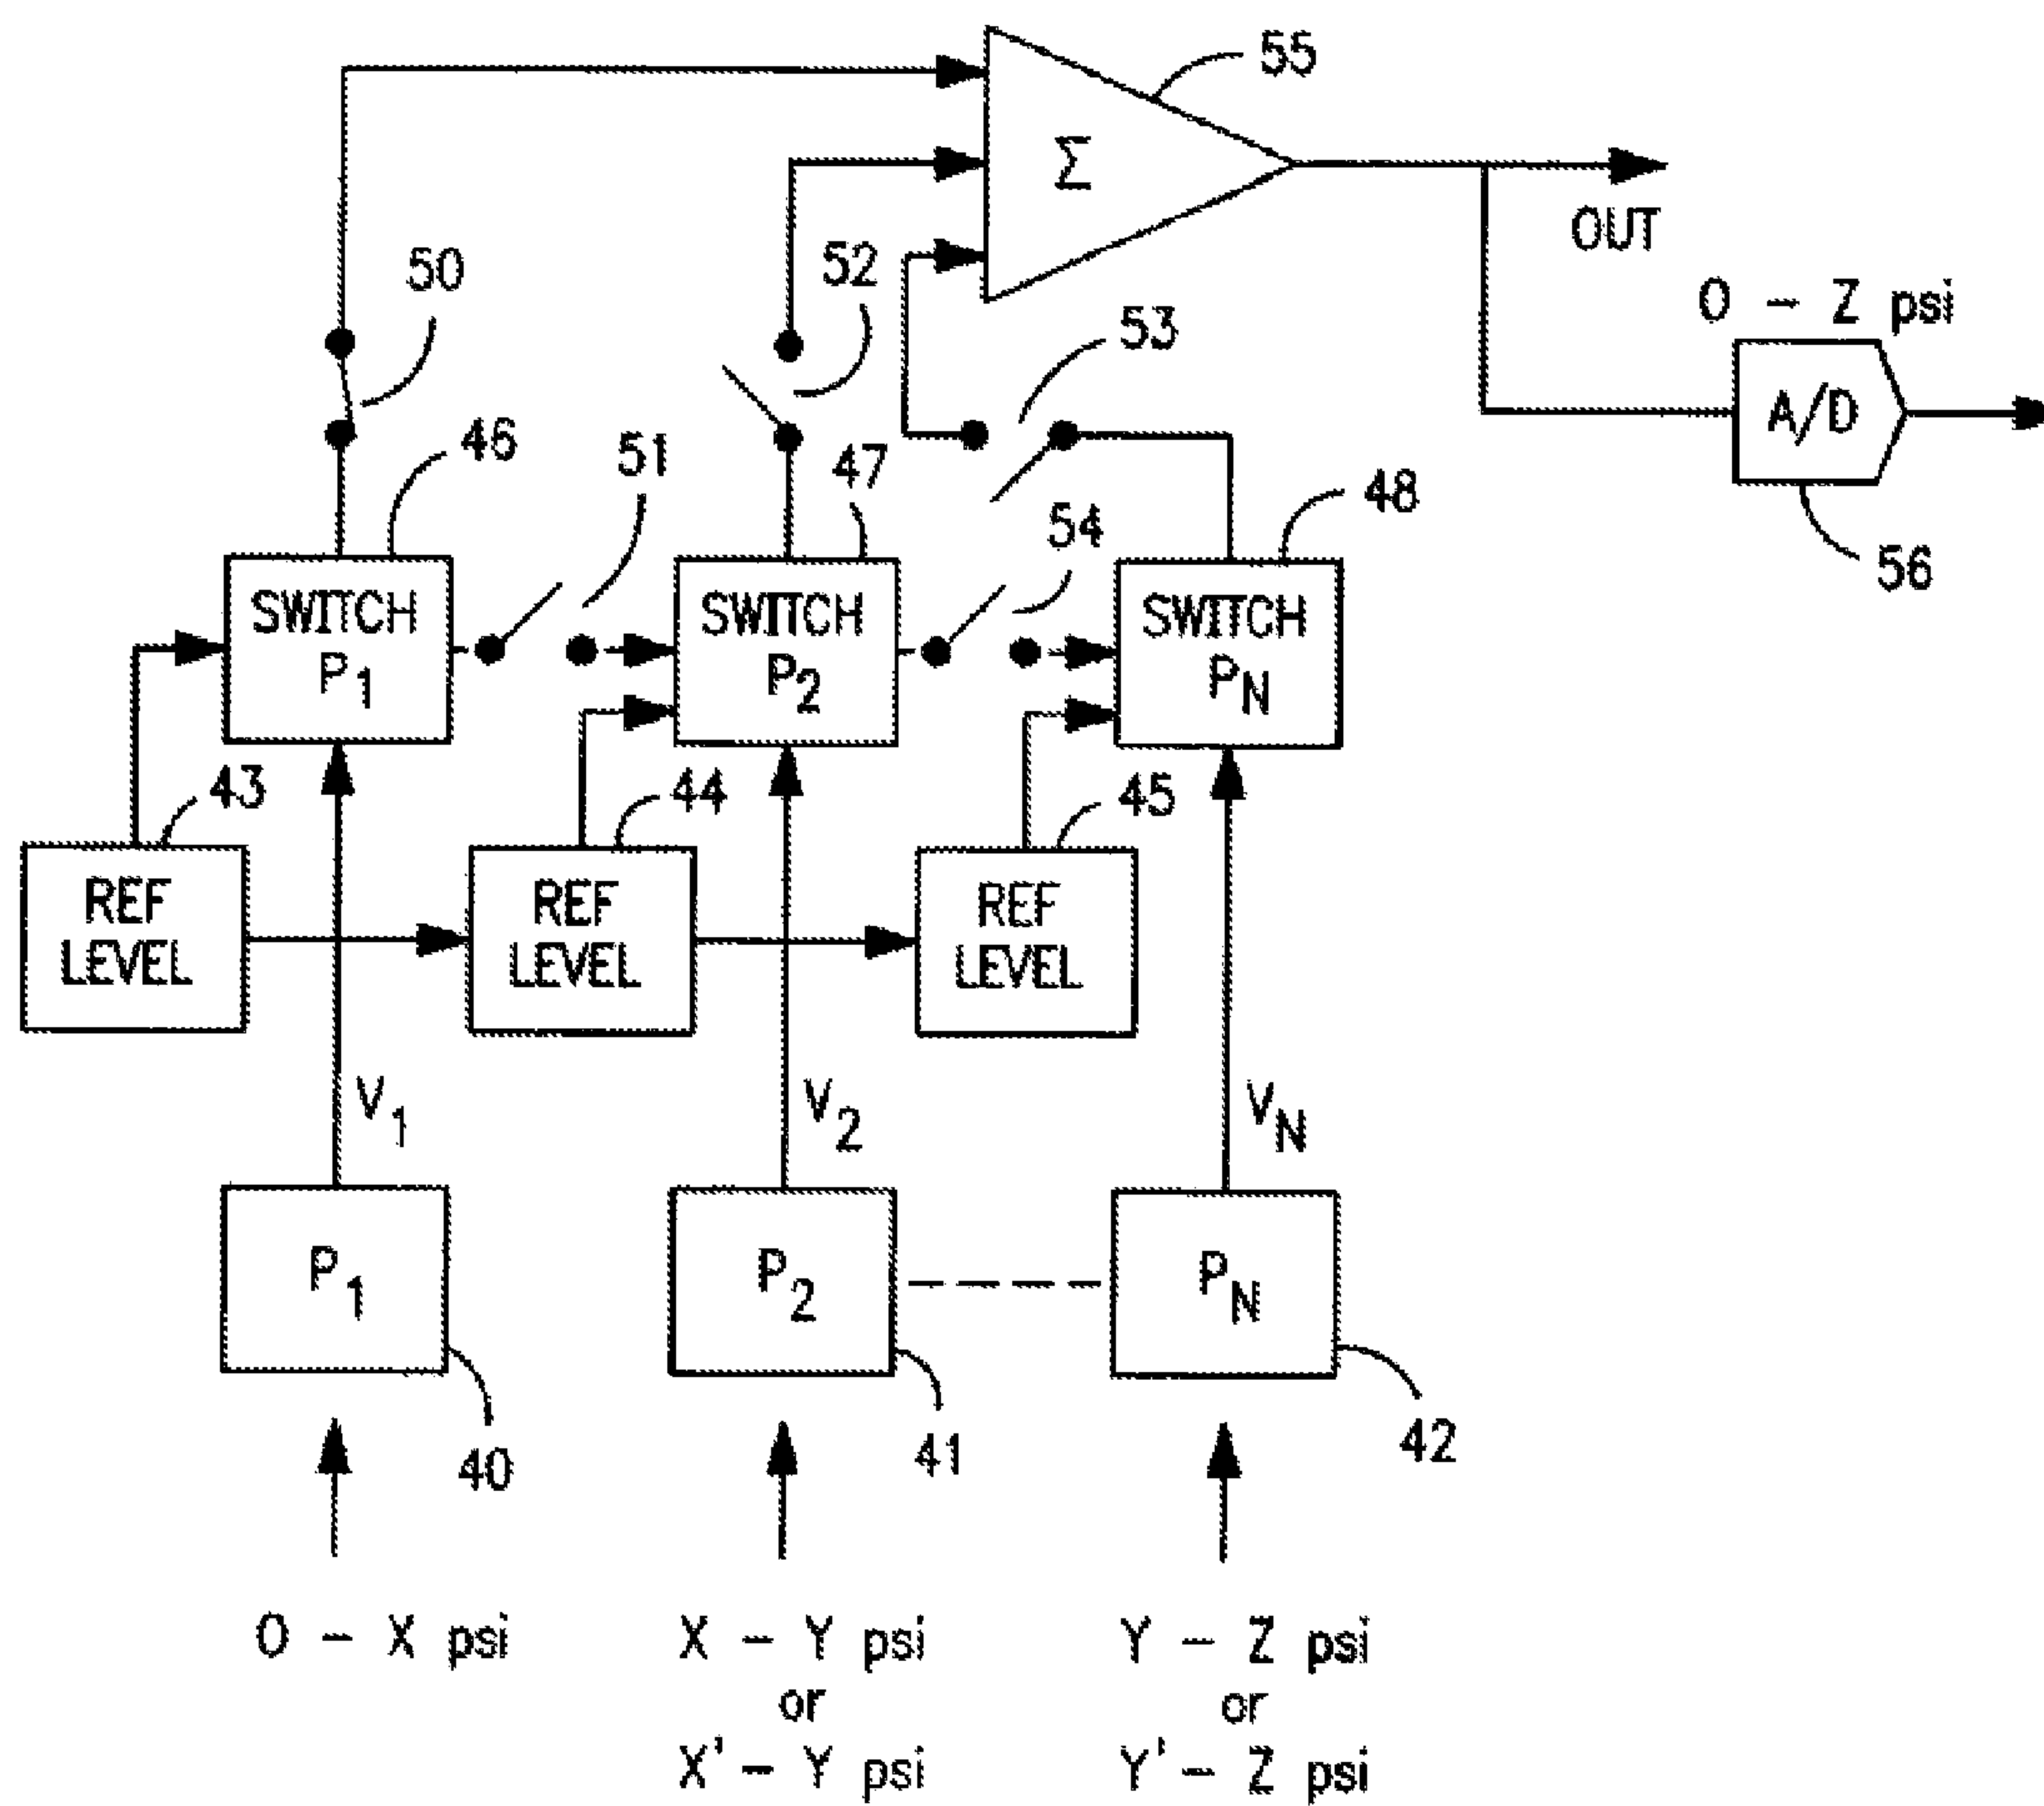 55
Σ
OUT
50
52
53
O – Z psi
A/D
46
51
47
54
48
56
SWITCH
P1
SWITCH
P2
SWITCH
PN
43
44
45
REF
LEVEL
REF
LEVEL
REF
LEVEL
V1
V2
VN
P1
P2
PN
40
41
42
O – X psi
X – Y psi
or
X' – Y psi
Y – Z psi
or
Y' – Z psi